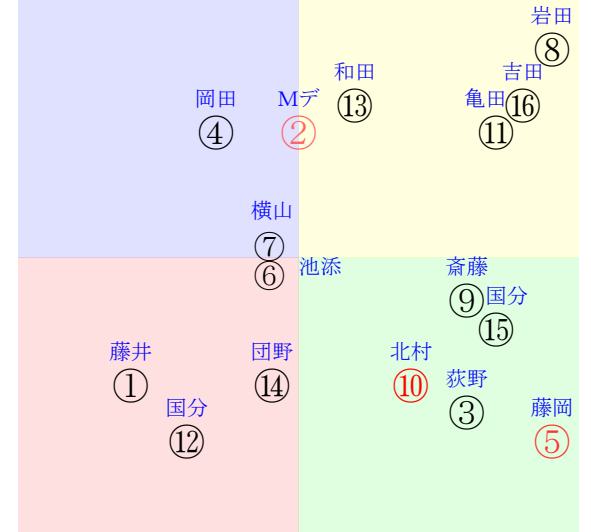 岩田
⑧
和田
吉田
⑬
⑯
岡田
Mデ
亀田
④
②
⑪
横山
⑦
⑥
池添
斎藤
⑨
国分
⑮
藤井
団野
北村
①
⑭
⑩
荻野
③
国分
⑫
藤岡
⑤